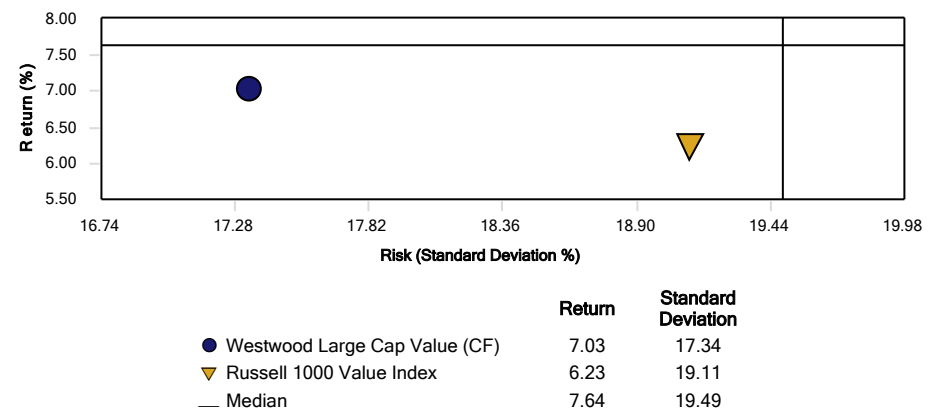 8.00
7.50
7.00
6.50
6.00
5.50
Return (%)
16.74 17.28 17.82 18.36 18.90 19.44 19.98
Risk (Standard Deviation %)
Return Standard Deviation
Westwood Large Cap Value (CF) 7.03 17.34
Russell 1000 Value Index 6.23 19.11
Median 7.64 19.49